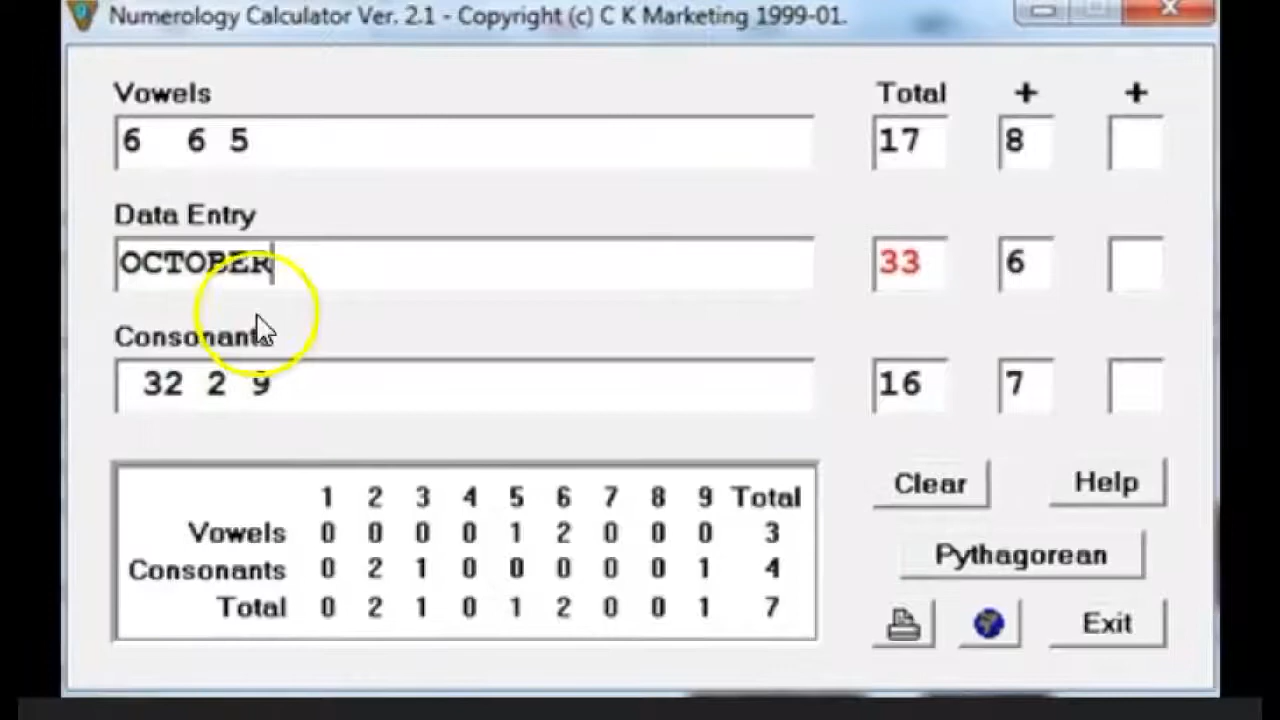 Numerology Calculator Ver. 2.1 - Copyright (c) C K Marketing 1999-01.
Vowels Total + +
6 6 5 17 8
Data Entry
OCTOBER 33 6
Consonants
32 2 9 16 7
1 2 3 4 5 6 7 8 9 Total
Vowels 0 0 0 0 1 2 0 0 0 3
Consonants 0 2 1 0 0 0 0 0 1 4
Total 0 2 1 0 1 2 0 0 1 7
Clear Help
Pythagorean
Exit